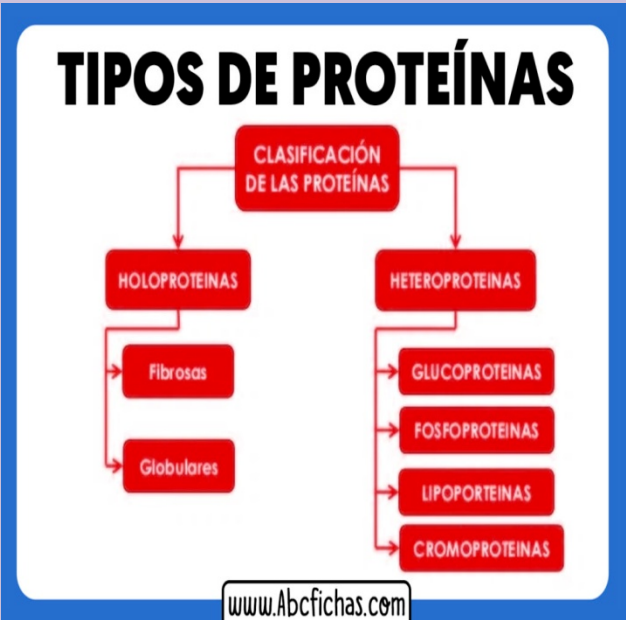 TIPOS DE PROTEÍNAS
CLASIFICACIÓN
DE LAS PROTEÍNAS
HOLOPROTEINAS
Fibrosas
Globulares
HETEROPROTEINAS
GLUCOPROTEINAS
FOSFOPROTEINAS
LIPOPORTEINAS
CROMOPROTEINAS
www.Abcfichas.com